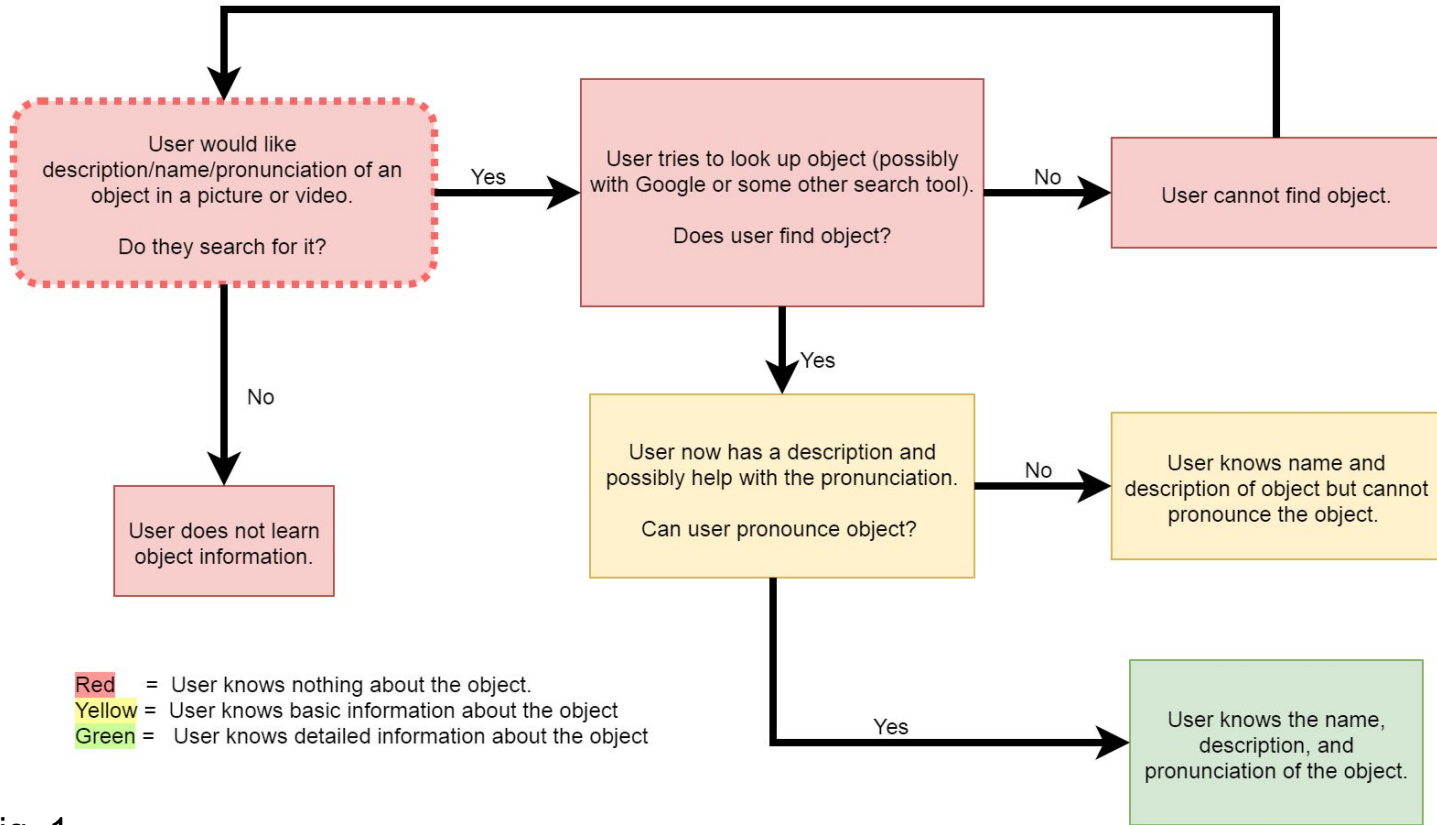 User would like
description/name/pronunciation of an
object in a picture or video.
Do they search for it?
Yes
User tries to look up object (possibly
with Google or some other search tool).
Does user find object?
No
User cannot find object.
No
Yes
User does not learn
object information.
User now has a description and
possibly help with the pronunciation.
Can user pronounce object?
No
User knows name and
description of object but cannot
pronounce the object.
Yes
User knows the name,
description, and
pronunciation of the object.
Red = User knows nothing about the object.
Yellow = User knows basic information about the object
Green = User knows detailed information about the object